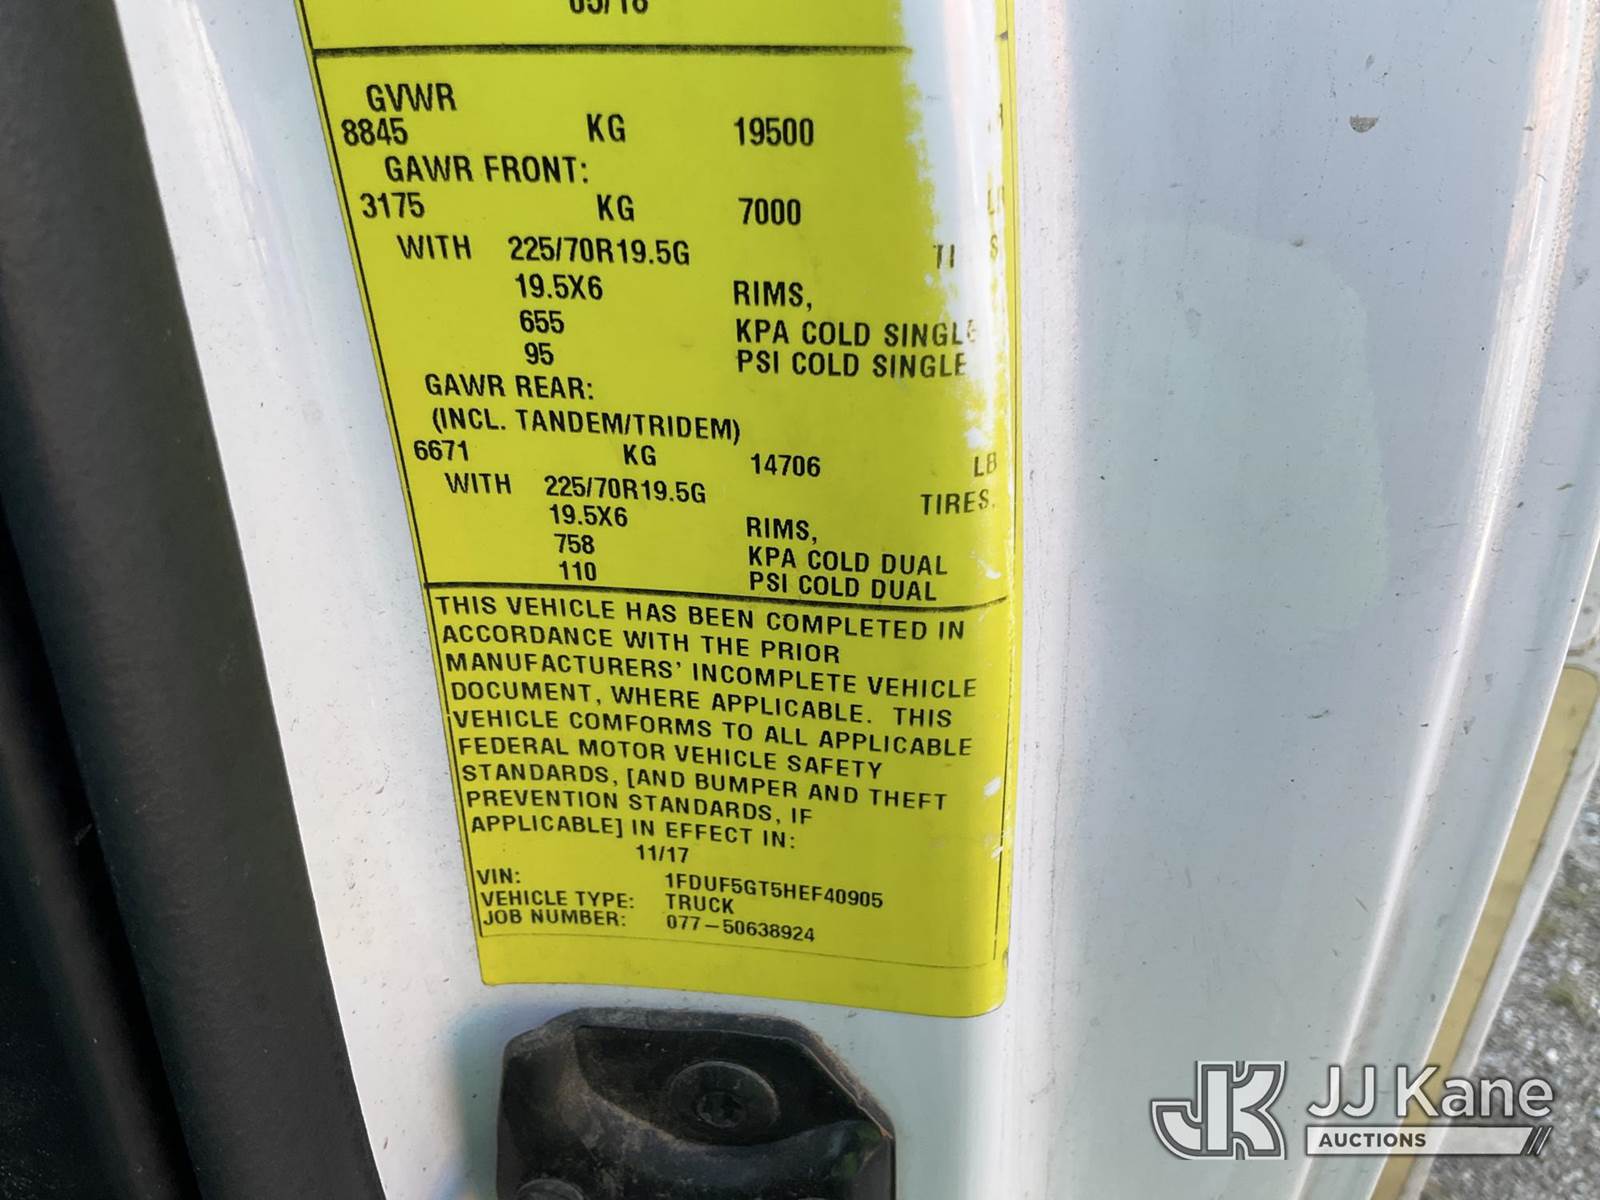 05/18
GVWR
8845 KG 19500
GAWR FRONT:
3175 KG 7000
WITH 225/70R19.5G
19.5X6 RIMS,
655 KPA COLD SINGLE
95 PSI COLD SINGLE
GAWR REAR:
(INCL. TANDEM/TRIDEM)
6671 KG 14706 LB
WITH 225/70R19.5G TIRES,
19.5X6 RIMS,
758 KPA COLD DUAL
110 PSI COLD DUAL
THIS VEHICLE HAS BEEN COMPLETED IN
ACCORDANCE WITH THE PRIOR
MANUFACTURERS' INCOMPLETE VEHICLE
DOCUMENT, WHERE APPLICABLE. THIS
VEHICLE COMFORMS TO ALL APPLICABLE
FEDERAL MOTOR VEHICLE SAFETY
STANDARDS, [AND BUMPER AND THEFT
PREVENTION STANDARDS, IF
APPLICABLE] IN EFFECT IN:
11/17
VIN: 1FDUF5GT5HEF40905
VEHICLE TYPE: TRUCK
JOB NUMBER: 077-50638924
JK JJ Kane
AUCTIONS